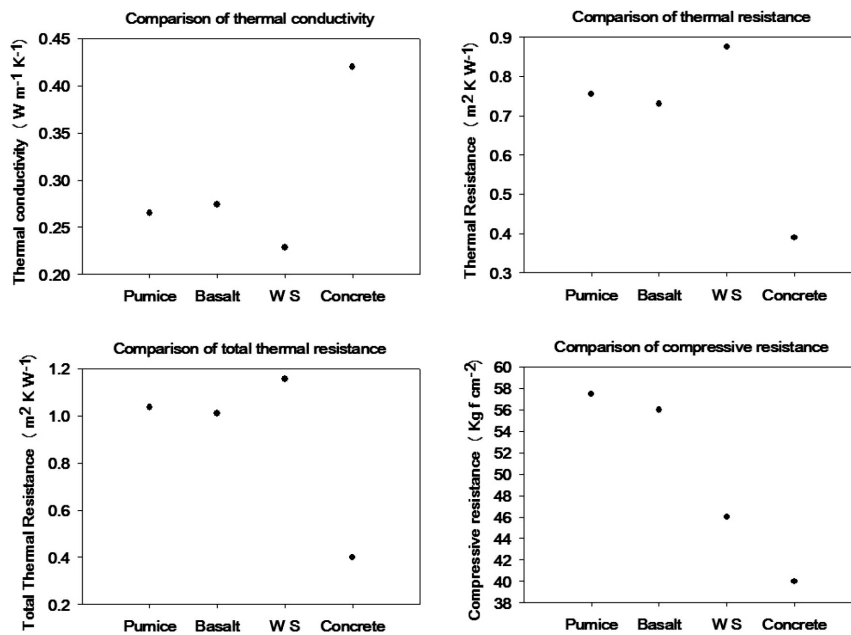 Comparison of thermal conductivity
Thermal conductivity ( W m-1 K-1)
0.45
0.40
0.35
0.30
0.25
0.20
Pumice Basalt W S Concrete
Comparison of thermal resistance
Thermal Resistance ( m2 K W-1)
0.9
0.8
0.7
0.6
0.5
0.4
0.3
Pumice Basalt W S Concrete
Comparison of total thermal resistance
Total Thermal Resistance ( m2 K W-1)
1.2
1.0
0.8
0.6
0.4
0.2
Pumice Basalt W S Concrete
Comparison of compressive resistance
Compressive resistance ( Kg f cm-2)
60
58
56
54
52
50
48
46
44
42
40
38
Pumice Basalt W S Concrete